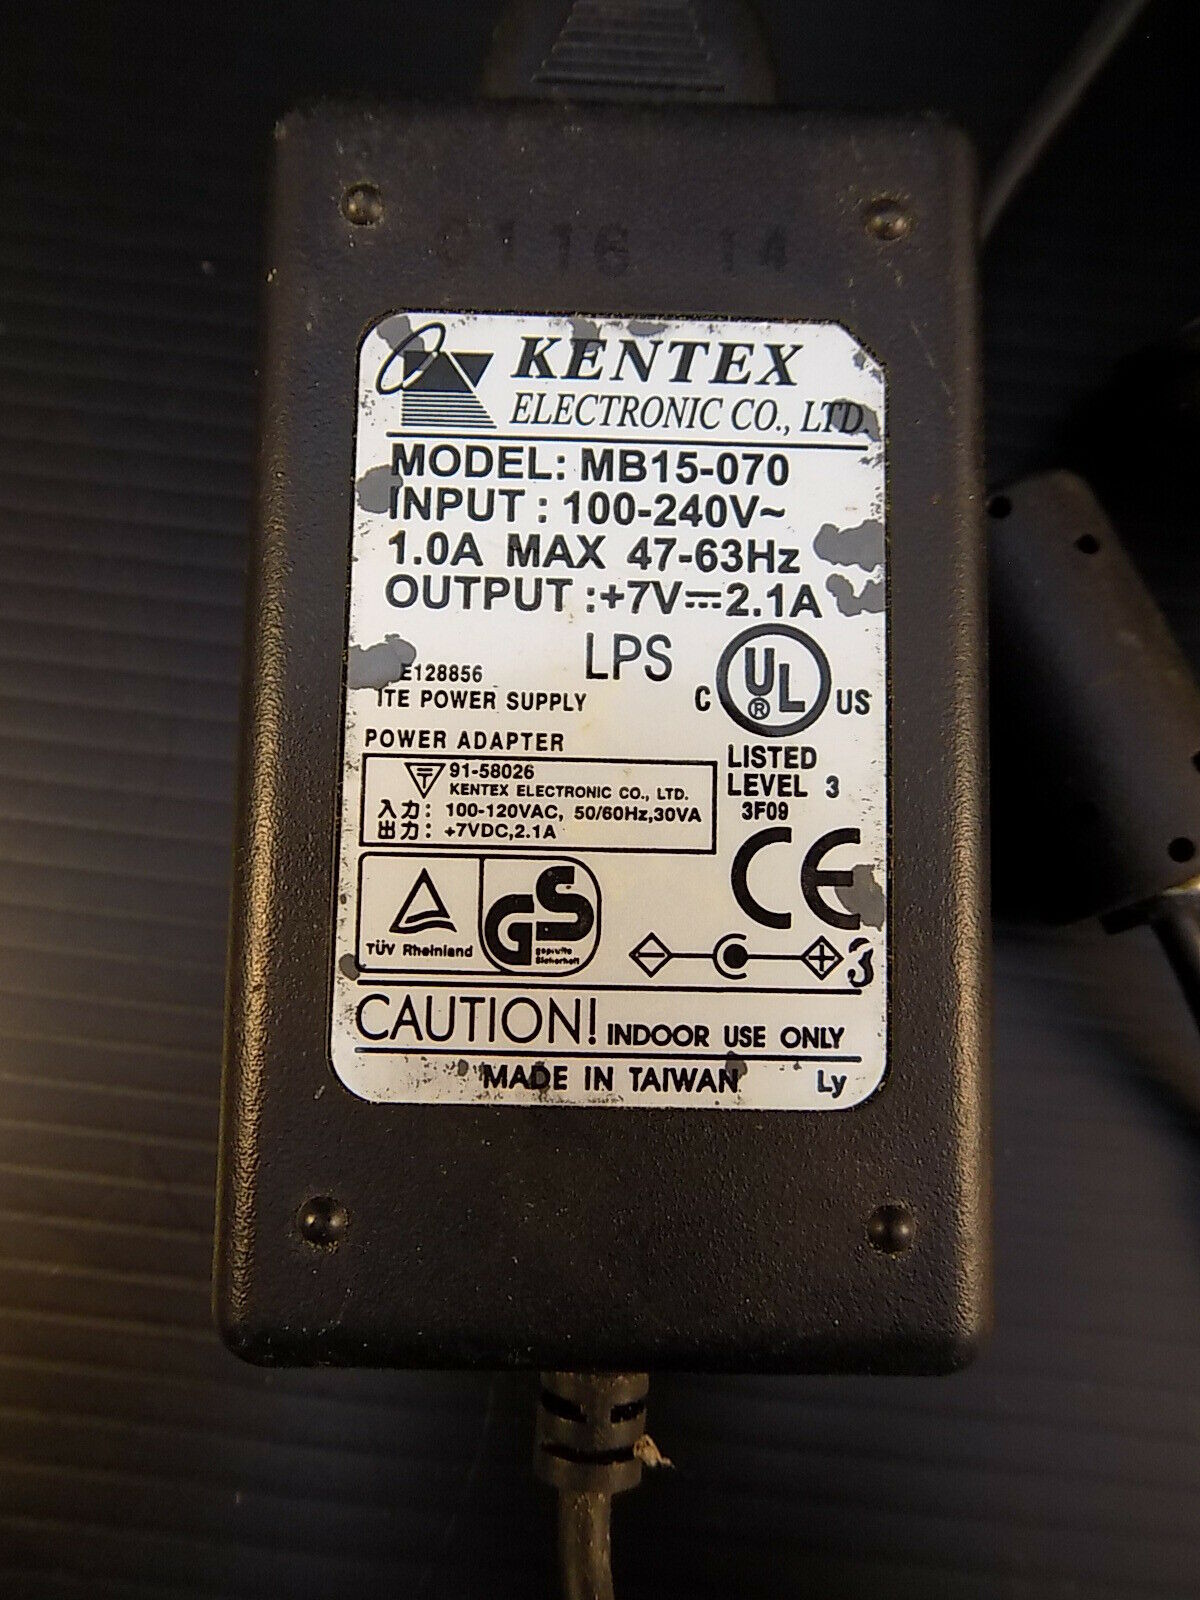 116 14
KENTEX
ELECTRONIC CO., LTD.
MODEL: MB15-070
INPUT : 100-240V~
1.0A MAX 47-63Hz
OUTPUT :+7V⎓2.1A
LPS
E128856
ITE POWER SUPPLY
C UL ® US
LISTED
LEVEL 3
3F09
POWER ADAPTER
91-58026
KENTEX ELECTRONIC CO., LTD.
入力: 100-120VAC, 50/60Hz,30VA
出力: +7VDC,2.1A
CE
TÜV Rheinland
GS
geprüfte
Sicherheit
3
CAUTION! INDOOR USE ONLY
MADE IN TAIWAN Ly